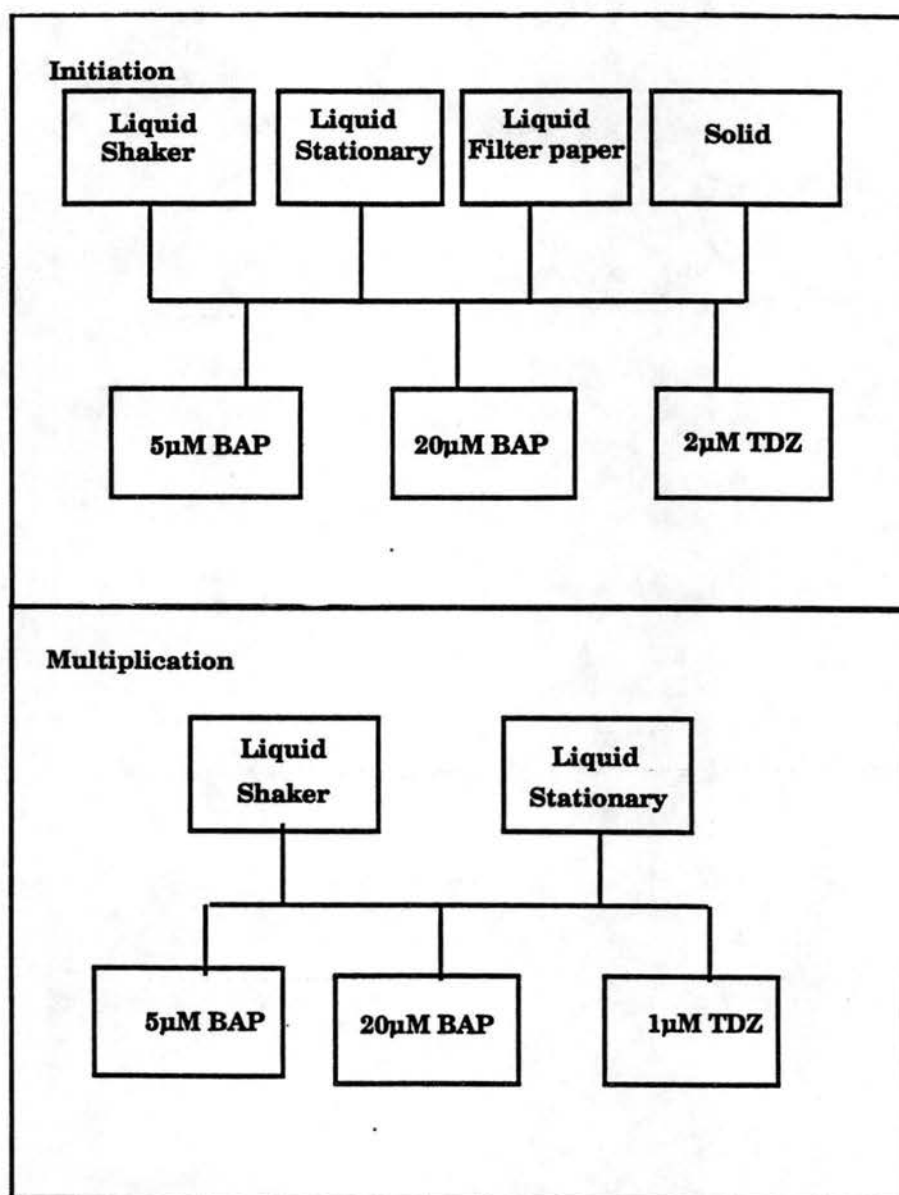 Initiation
Liquid
Shaker
Liquid
Stationary
Liquid
Filter paper
Solid
5µM BAP
20µM BAP
2µM TDZ
Multiplication
Liquid
Shaker
Liquid
Stationary
5µM BAP
20µM BAP
1µM TDZ